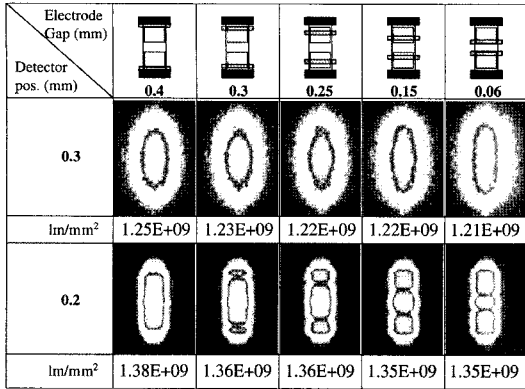 Electrode
Gap (mm)
Detector
pos. (mm)
0.4 0.3 0.25 0.15 0.06
0.3
lm/mm² 1.25E+09 1.23E+09 1.22E+09 1.22E+09 1.21E+09
0.2
lm/mm² 1.38E+09 1.36E+09 1.36E+09 1.35E+09 1.35E+09